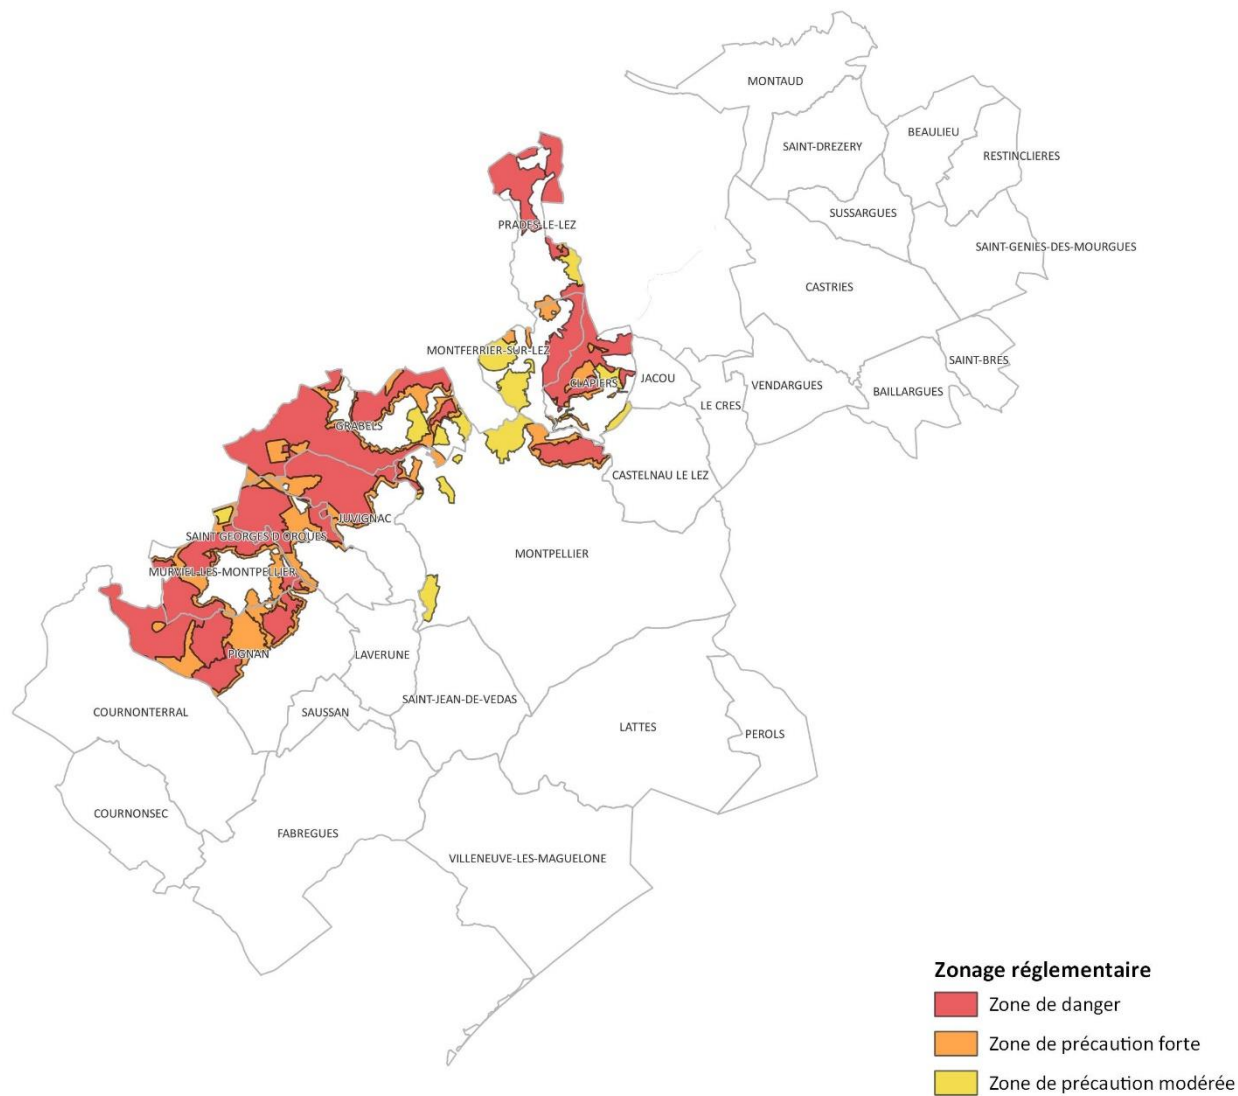 MONTAUD
BEAULIEU
SAINT-DREZERY
RESTINCLIERES
SUSSARGUES
PRADES-LE-LEZ
SAINT-GENIES-DES-MOURGUES
CASTRIES
MONTFERRIER-SUR-LEZ
SAINT-BRES
JACOU
CLAPIERS
VENDARGUES
BAILLARGUES
LE CRES
GRABELS
CASTELNAU LE LEZ
JUVIGNAC
SAINT GEORGES D ORQUES
MONTPELLIER
MURVIEL-LES-MONTPELLIER
PIGNAN
LAVERUNE
SAINT-JEAN-DE-VEDAS
COURNONTERRAL
SAUSSAN
LATTES
PEROLS
COURNONSEC
FABREGUES
VILLENEUVE-LES-MAGUELONE
Zonage réglementaire
Zone de danger
Zone de précaution forte
Zone de précaution modérée